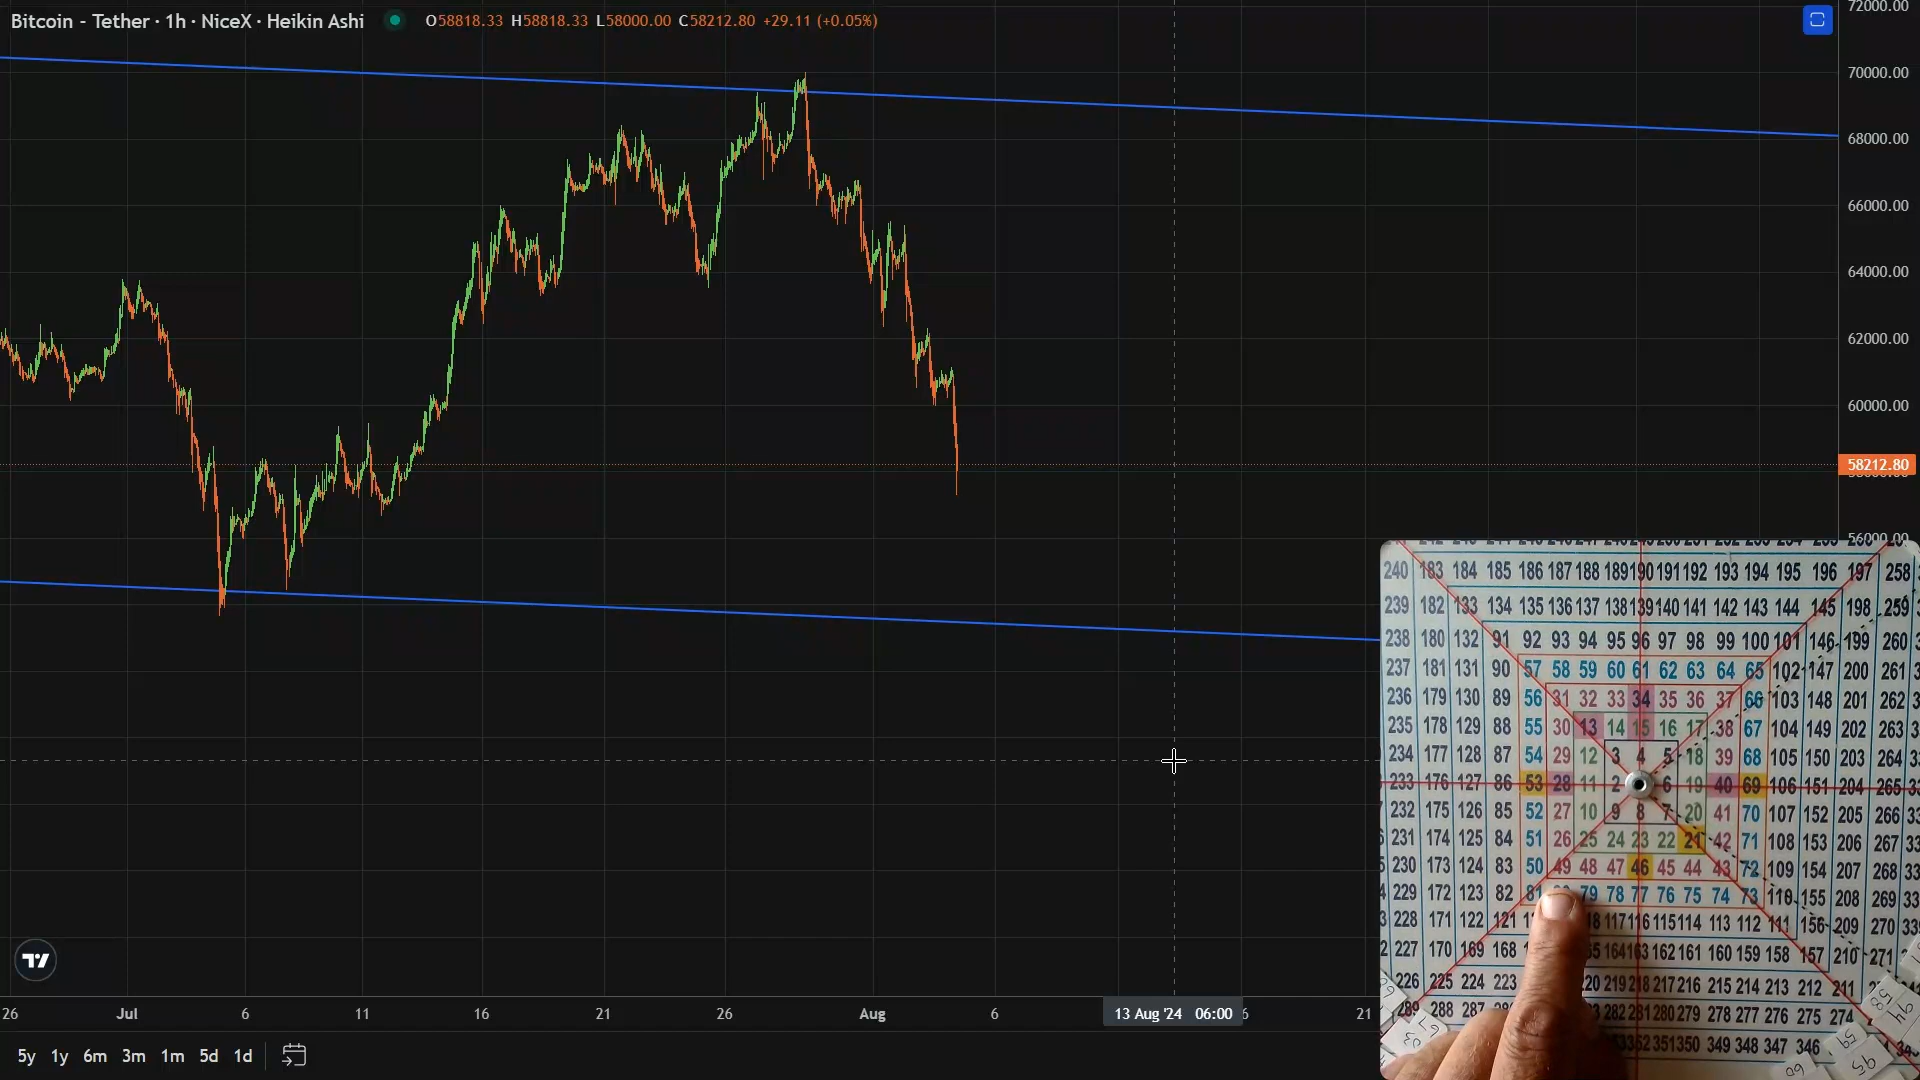 Bitcoin - Tether · 1h · NiceX · Heikin Ashi O58818.33 H58818.33 L58000.00 C58212.80 +29.11 (+0.05%)
72000.00
70000.00
68000.00
66000.00
64000.00
62000.00
60000.00
58212.80
56000.00
240 183 184 185 186 187 188 189 190 191 192 193 194 195 196 197 258
239 182 133 134 135 136 137 138 139 140 141 142 143 144 145 198 259
238 180 132 91 92 93 94 95 96 97 98 99 100 101 146 199 260
237 181 131 90 57 58 59 60 61 62 63 64 65 102 147 200 261
236 179 130 89 56 31 32 33 34 35 36 37 66 103 148 201 262
235 178 129 88 55 30 13 14 15 16 17 38 67 104 149 202 263
234 177 128 87 54 29 12 3 4 5 18 39 68 105 150 203 264
233 176 127 86 53 28 11 2 6 19 40 69 106 151 204 265
232 175 126 85 52 27 10 9 8 7 20 41 70 107 152 205 266
231 174 125 84 51 26 25 24 23 22 21 42 71 108 153 206 267
230 173 124 83 50 49 48 47 46 45 44 43 72 109 154 207 268
229 172 123 82 81 79 78 77 76 75 74 73 110 155 208 269
228 171 122 121 117 116 115 114 113 112 111 156 209 270
227 170 169 168 164 163 162 161 160 159 158 157 210 271
226 225 224 223 220 219 218 217 216 215 214 213 212 211
289 288 287 282 281 280 279 278 277 276 275 274
351 350 349 348 347 346
26 Jul 6 11 16 21 26 Aug 6 13 Aug '24 06:00 21
5y 1y 6m 3m 1m 5d 1d